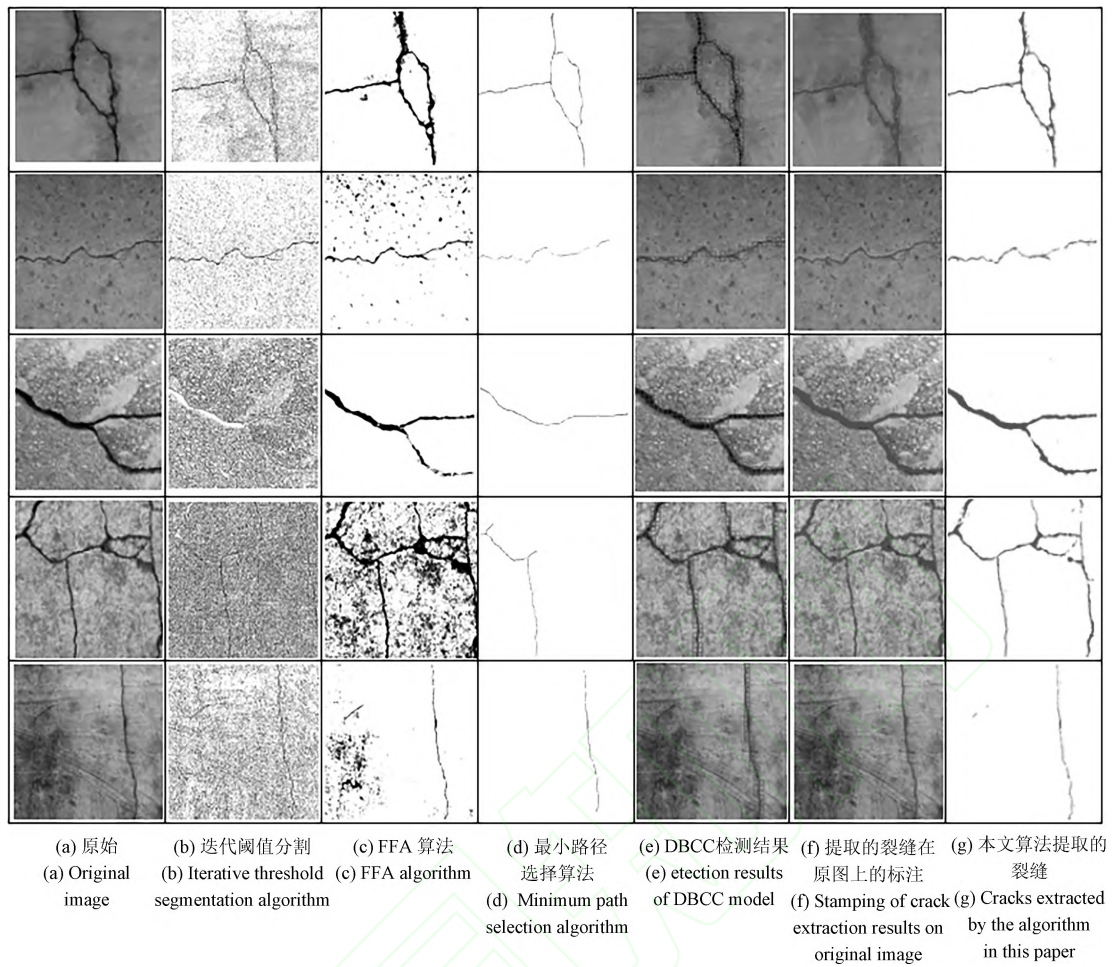 (a) 原始
(a) Original
image
(b) 迭代阈值分割
(b) Iterative threshold
segmentation algorithm
(c) FFA 算法
(c) FFA algorithm
(d) 最小路径
选择算法
(d) Minimum path
selection algorithm
(e) DBCC检测结果
(e) etection results
of DBCC model
(f) 提取的裂缝在
原图上的标注
(f) Stamping of crack
extraction results on
original image
(g) 本文算法提取的
裂缝
(g) Cracks extracted
by the algorithm
in this paper